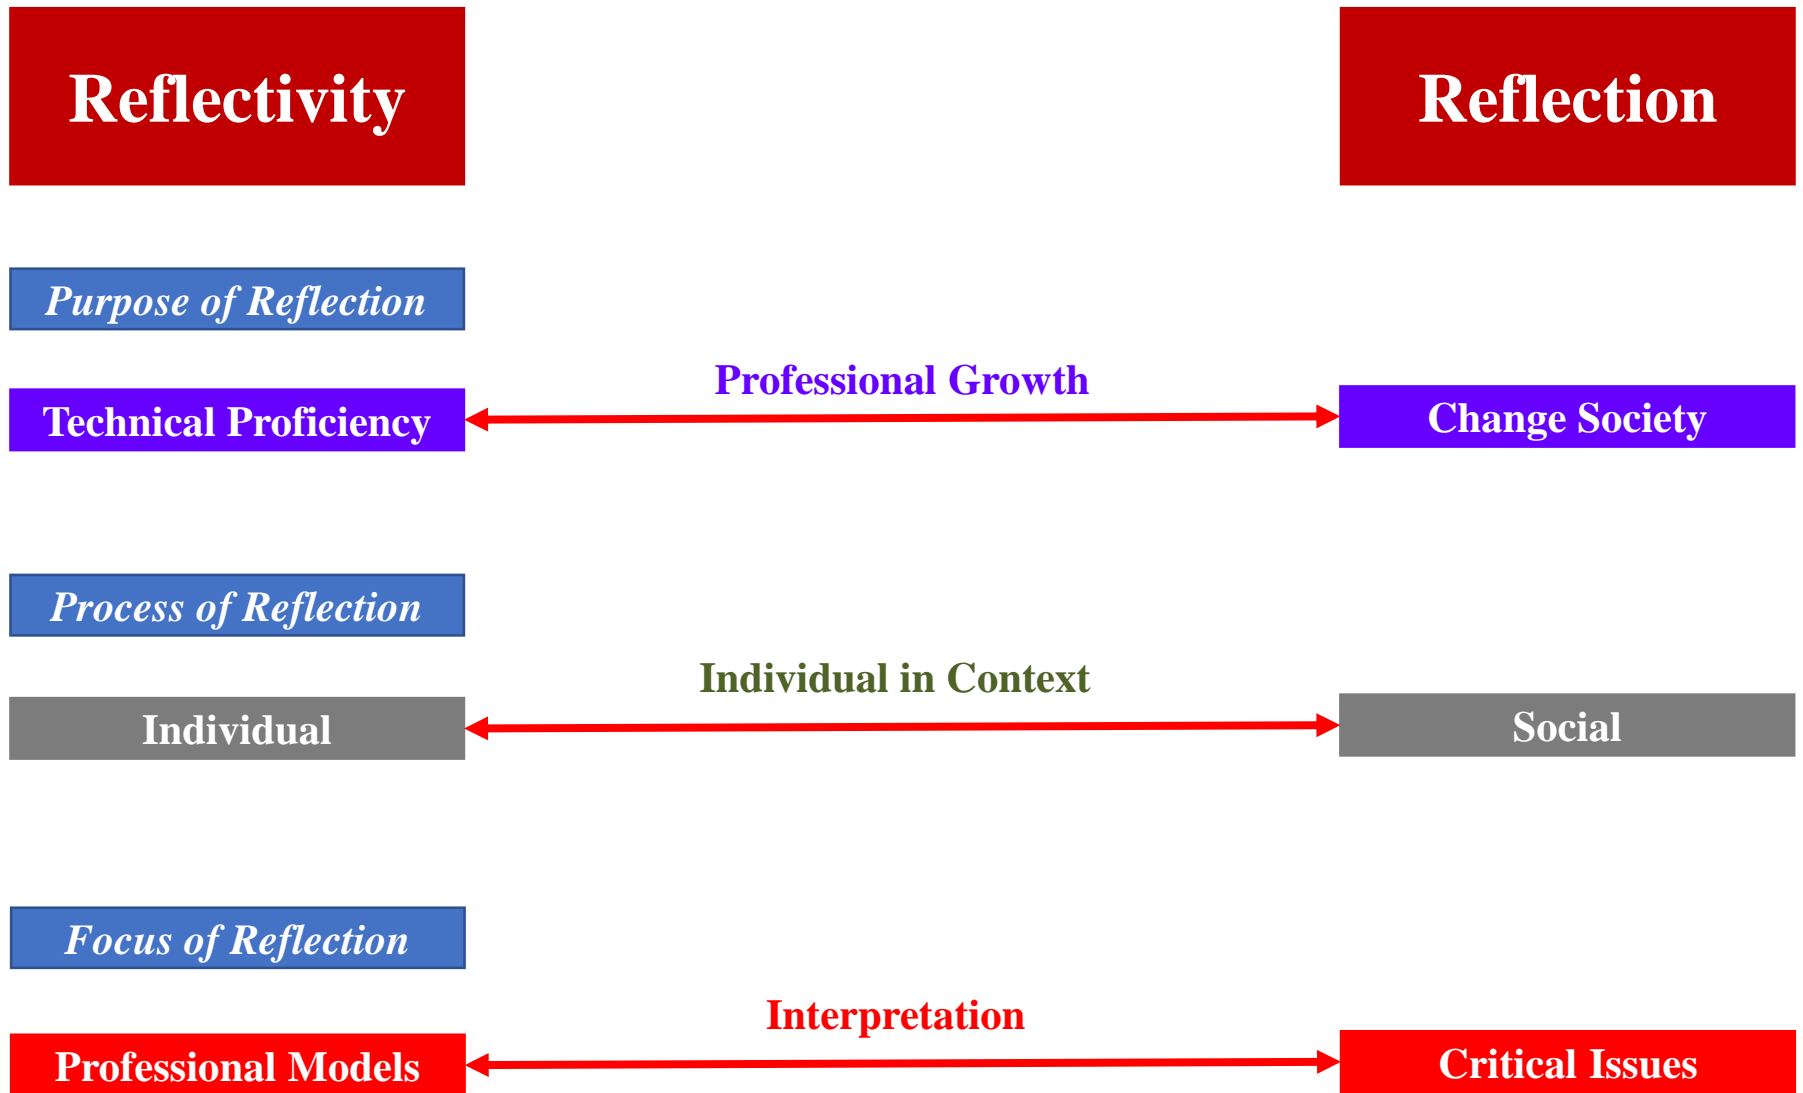 Reflectivity
Reflection
Purpose of Reflection
Professional Growth
Technical Proficiency
Change Society
Process of Reflection
Individual in Context
Individual
Social
Focus of Reflection
Interpretation
Professional Models
Critical Issues